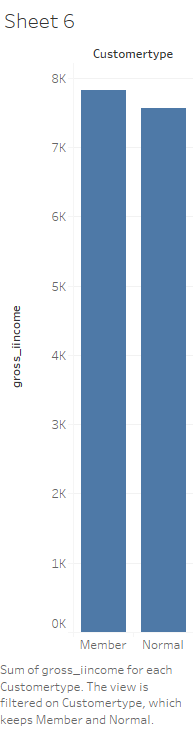 Sheet 6
Customertype
8K
7K
6K
5K
4K
3K
2K
1K
0K
gross_iincome
Member Normal
Sum of gross_iincome for each
Customertype. The view is
filtered on Customertype, which
keeps Member and Normal.